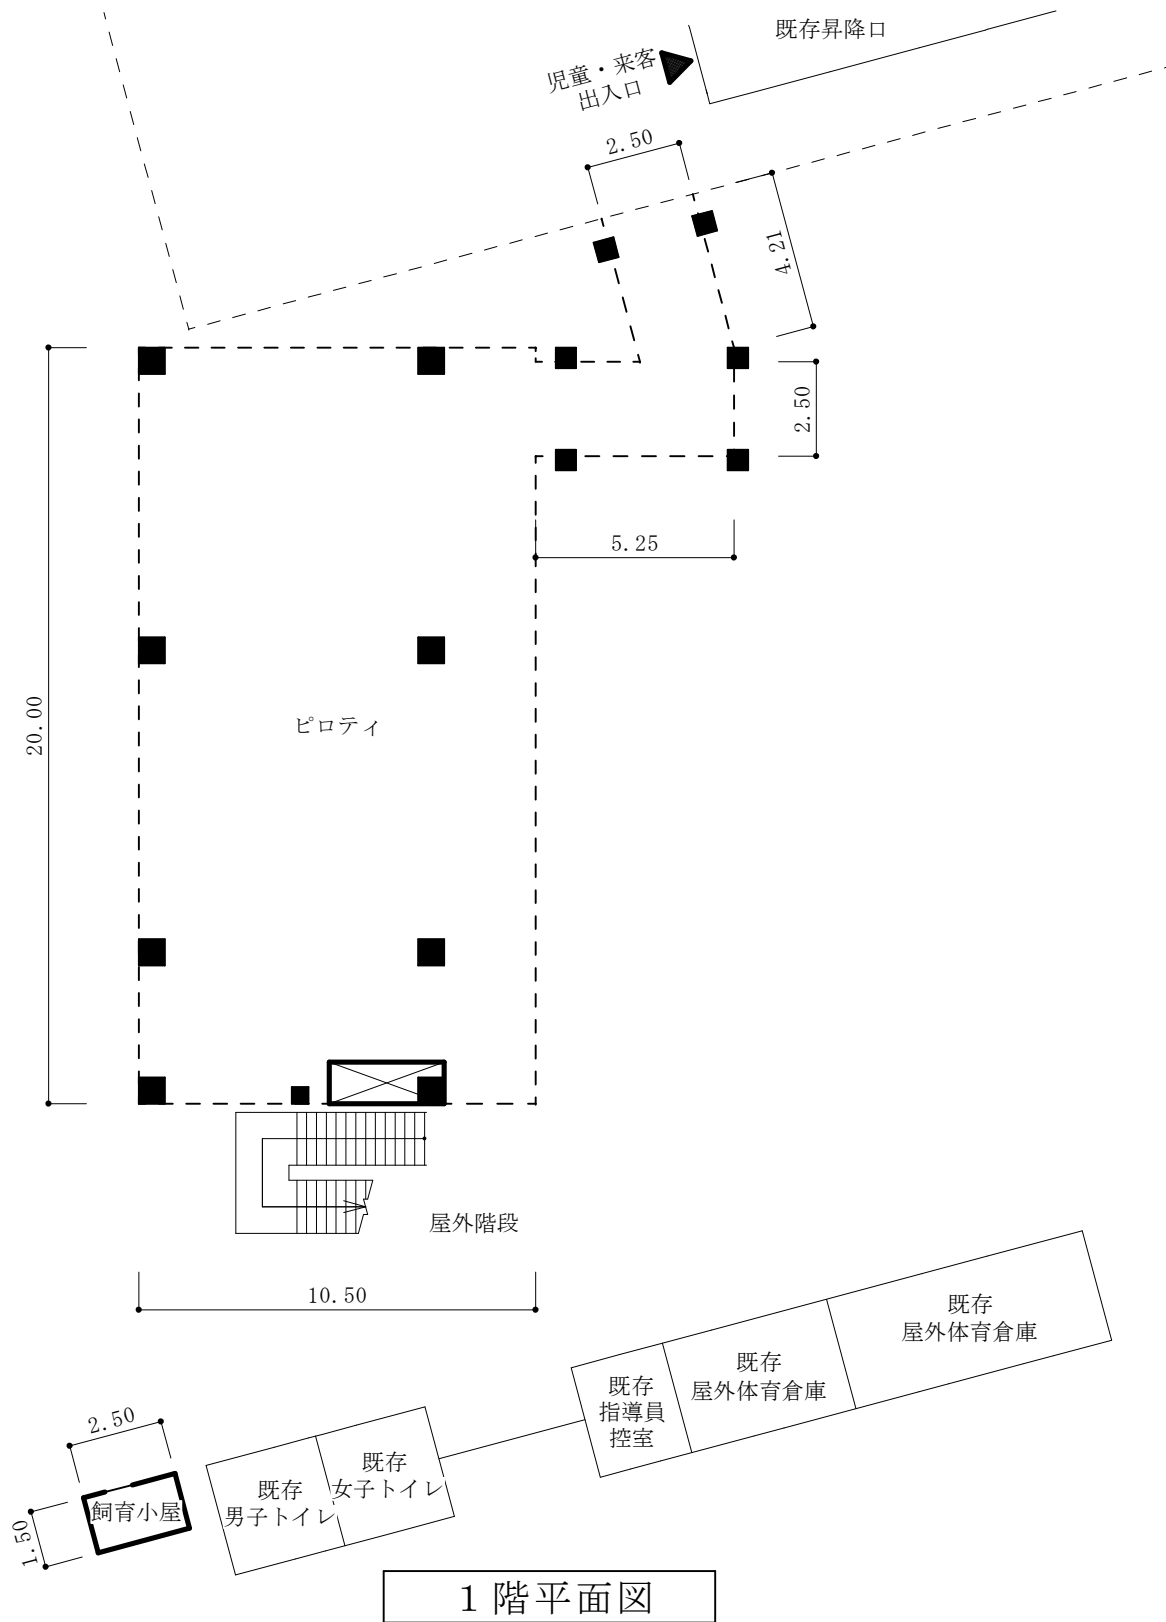 既存昇降口
児童・来客
出入口
2.50
4.21
2.50
5.25
20.00
ピロティ
屋外階段
10.50
既存
屋外体育倉庫
既存
屋外体育倉庫
既存
指導員
控室
2.50
既存
女子トイレ
既存
男子トイレ
飼育小屋
1.50
1階平面図